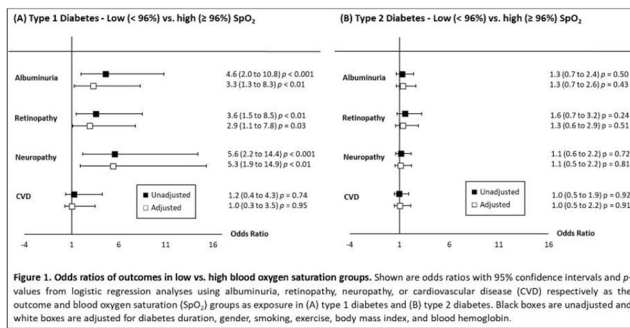 (A) Type 1 Diabetes - Low (< 96%) vs. high (≥ 96%) SpO₂
Albuminuria
4.6 (2.0 to 10.8) p < 0.001
3.3 (1.3 to 8.3) p < 0.01
Retinopathy
3.6 (1.5 to 8.5) p < 0.01
2.9 (1.1 to 7.8) p = 0.03
Neuropathy
5.6 (2.2 to 14.4) p < 0.001
5.3 (1.9 to 14.9) p < 0.01
CVD
1.2 (0.4 to 4.3) p = 0.74
1.0 (0.3 to 3.5) p = 0.95
Unadjusted
Adjusted
Odds Ratio
-4 1 6 11 16
(B) Type 2 Diabetes - Low (< 96%) vs. high (≥ 96%) SpO₂
Albuminuria
1.3 (0.7 to 2.4) p = 0.50
1.3 (0.7 to 2.6) p = 0.43
Retinopathy
1.6 (0.7 to 3.2) p = 0.24
1.3 (0.6 to 2.9) p = 0.51
Neuropathy
1.1 (0.6 to 2.2) p = 0.72
1.1 (0.5 to 2.2) p = 0.81
CVD
1.0 (0.5 to 1.9) p = 0.92
1.0 (0.5 to 2.2) p = 0.91
Unadjusted
Adjusted
Odds Ratio
-4 1 6 11 16
Figure 1. Odds ratios of outcomes in low vs. high blood oxygen saturation groups. Shown are odds ratios with 95% confidence intervals and p-
values from logistic regression analyses using albuminuria, retinopathy, neuropathy, or cardiovascular disease (CVD) respectively as the
outcome and blood oxygen saturation (SpO₂) groups as exposure in (A) type 1 diabetes and (B) type 2 diabetes. Black boxes are unadjusted and
white boxes are adjusted for diabetes duration, gender, smoking, exercise, body mass index, and blood hemoglobin.